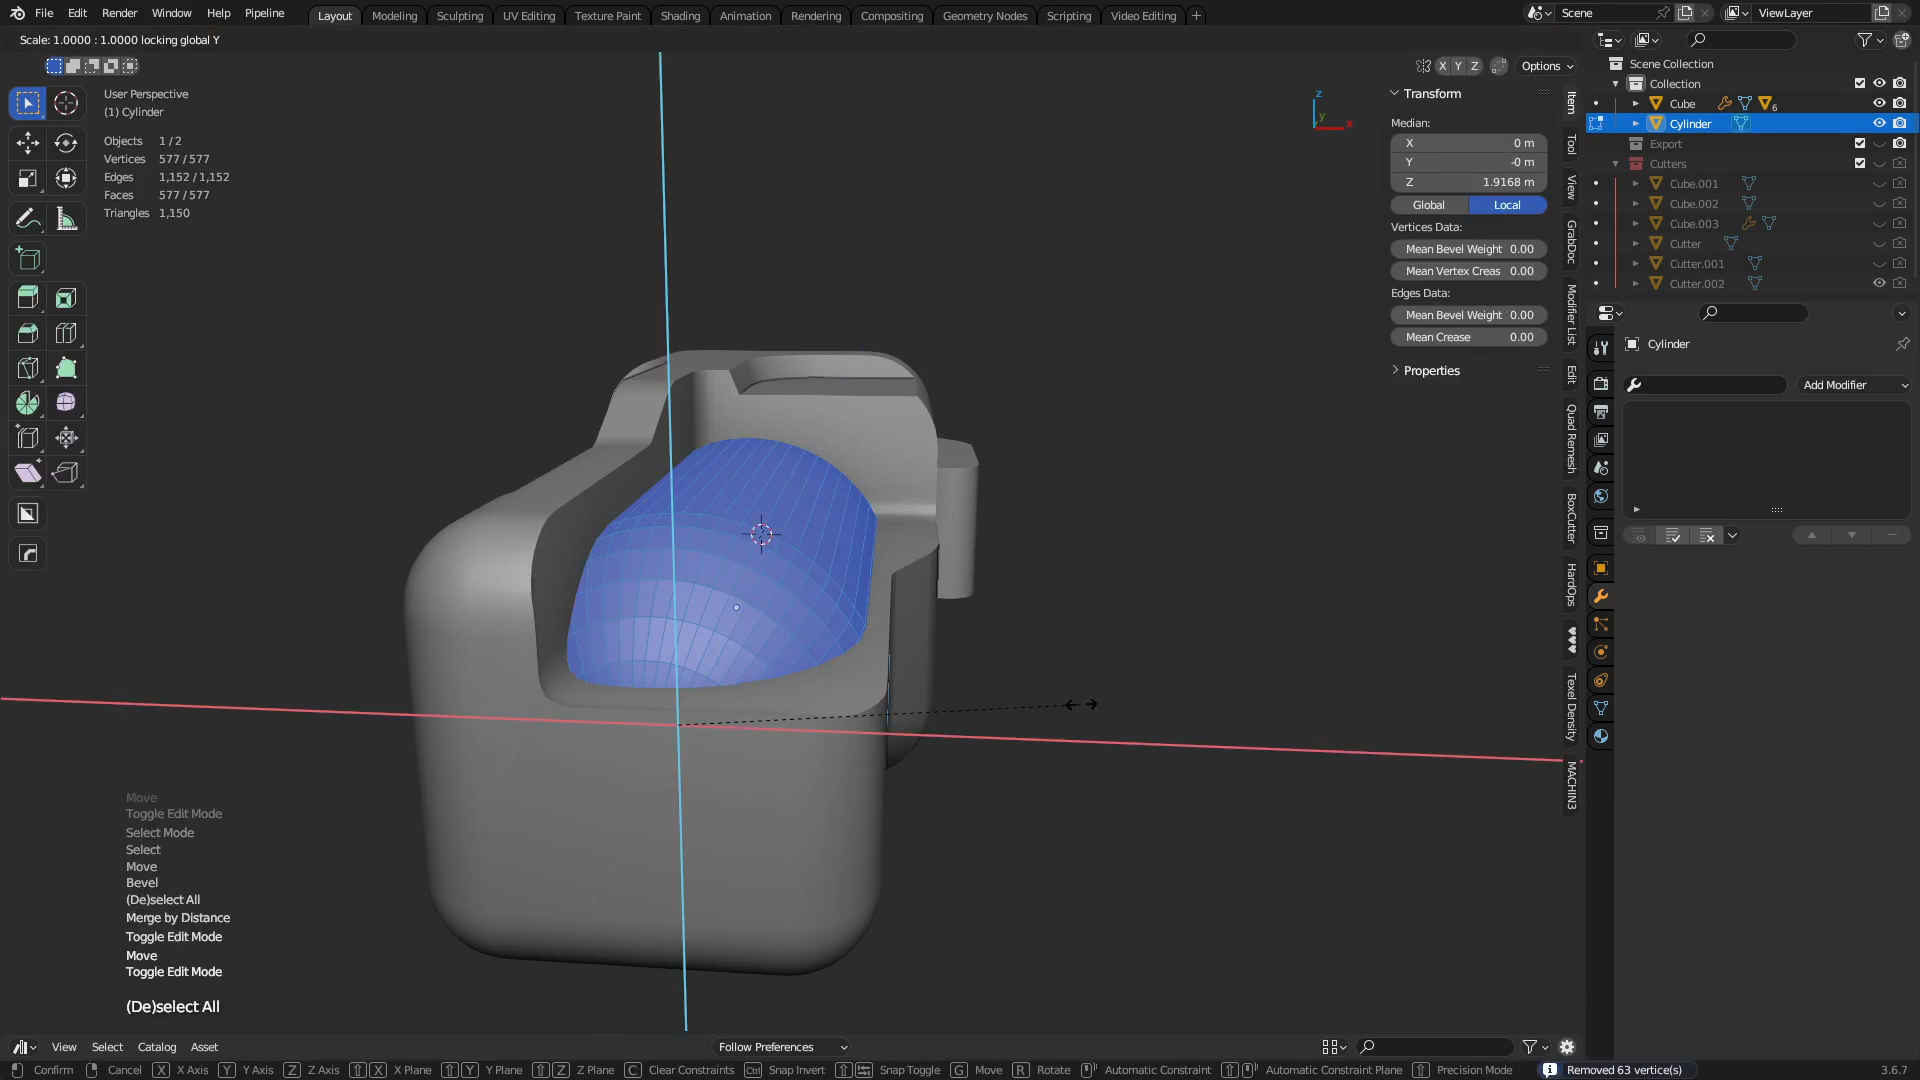 File Edit Render Window Help Pipeline Layout Modeling Sculpting UV Editing Texture Paint Shading Animation Rendering Compositing Geometry Nodes Scripting Video Editing + Scene ViewLayer
Scale: 1.0000 : 1.0000 locking global Y
X Y Z Options
User Perspective
(1) Cylinder
Objects 1 / 2
Vertices 577 / 577
Edges 1,152 / 1,152
Faces 577 / 577
Triangles 1,150
z
y
x
Transform
Median:
X 0 m
Y -0 m
Z 1.9168 m
Global Local
Vertices Data:
Mean Bevel Weight 0.00
Mean Vertex Creas 0.00
Edges Data:
Mean Bevel Weight 0.00
Mean Crease 0.00
Properties
Item
Tool
View
GrabDoc
Modifier List
Edit
Quad Remesh
BoxCutter
HardOps
Texel Density
MACHIN3
Scene Collection
Collection
Cube 6
Cylinder
Export
Cutters
Cube.001
Cube.002
Cube.003
Cutter
Cutter.001
Cutter.002
Cylinder
Add Modifier
Move
Toggle Edit Mode
Select Mode
Select
Move
Bevel
(De)select All
Merge by Distance
Toggle Edit Mode
Move
Toggle Edit Mode
(De)select All
View Select Catalog Asset Follow Preferences
Confirm Cancel X X Axis Y Y Axis Z Z Axis X X Plane Y Y Plane Z Z Plane C Clear Constraints Ctrl Snap Invert Snap Toggle G Move R Rotate Automatic Constraint Automatic Constraint Plane Precision Mode Removed 63 vertice(s) 3.6.7